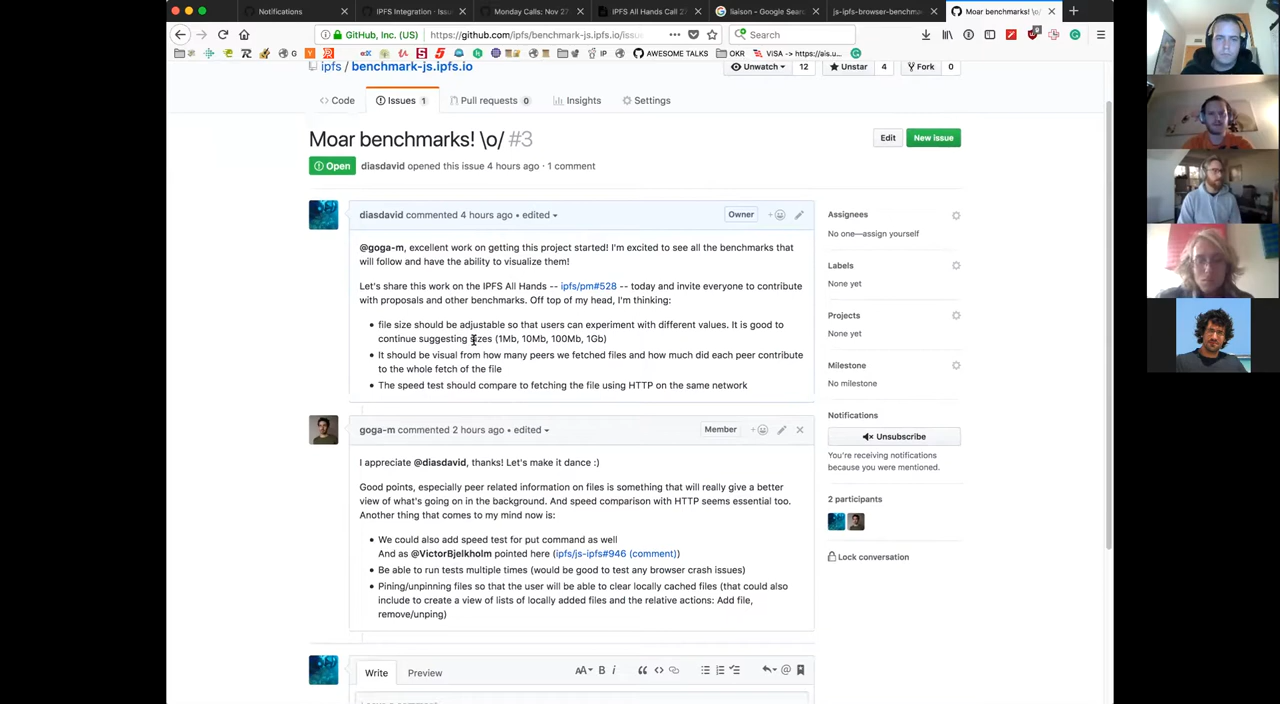 Notifications
IPFS Integration - Issu
Monday Calls: Nov 27
IPFS All Hands Call 27
liaison - Google Searc
js-ipfs-browser-benchma
Moar benchmarks! \o/
GitHub, Inc. (US)
https://github.com/ipfs/benchmark-js.ipfs.io/issue
Search
G
AWESOME TALKS
OKR
IP
VISA -> https://ais.u
ipfs / benchmark-js.ipfs.io
Unwatch 12
Unstar 4
Fork 0
Code
Issues 1
Pull requests 0
Insights
Settings
Moar benchmarks! \o/ #3
Edit
New issue
Open
diasdavid opened this issue 4 hours ago · 1 comment
diasdavid commented 4 hours ago • edited
Owner
@goga-m, excellent work on getting this project started! I'm excited to see all the benchmarks that
will follow and have the ability to visualize them!
Let's share this work on the IPFS All Hands -- ipfs/pm#528 -- today and invite everyone to contribute
with proposals and other benchmarks. Off top of my head, I'm thinking:
• file size should be adjustable so that users can experiment with different values. It is good to
continue suggesting sizes (1Mb, 10Mb, 100Mb, 1Gb)
• It should be visual from how many peers we fetched files and how much did each peer contribute
to the whole fetch of the file
• The speed test should compare to fetching the file using HTTP on the same network
goga-m commented 2 hours ago • edited
Member
I appreciate @diasdavid, thanks! Let's make it dance :)
Good points, especially peer related information on files is something that will really give a better
view of what's going on in the background. And speed comparison with HTTP seems essential too.
Another thing that comes to my mind now is:
• We could also add speed test for put command as well
And as @VictorBjelkholm pointed here (ipfs/js-ipfs#946 (comment))
• Be able to run tests multiple times (would be good to test any browser crash issues)
• Pining/unpinning files so that the user will be able to clear locally cached files (that could also
include to create a view of lists of locally added files and the relative actions: Add file,
remove/unping)
Write
Preview
AA B i
Assignees
No one—assign yourself
Labels
None yet
Projects
None yet
Milestone
No milestone
Notifications
Unsubscribe
You're receiving notifications
because you were mentioned.
2 participants
Lock conversation